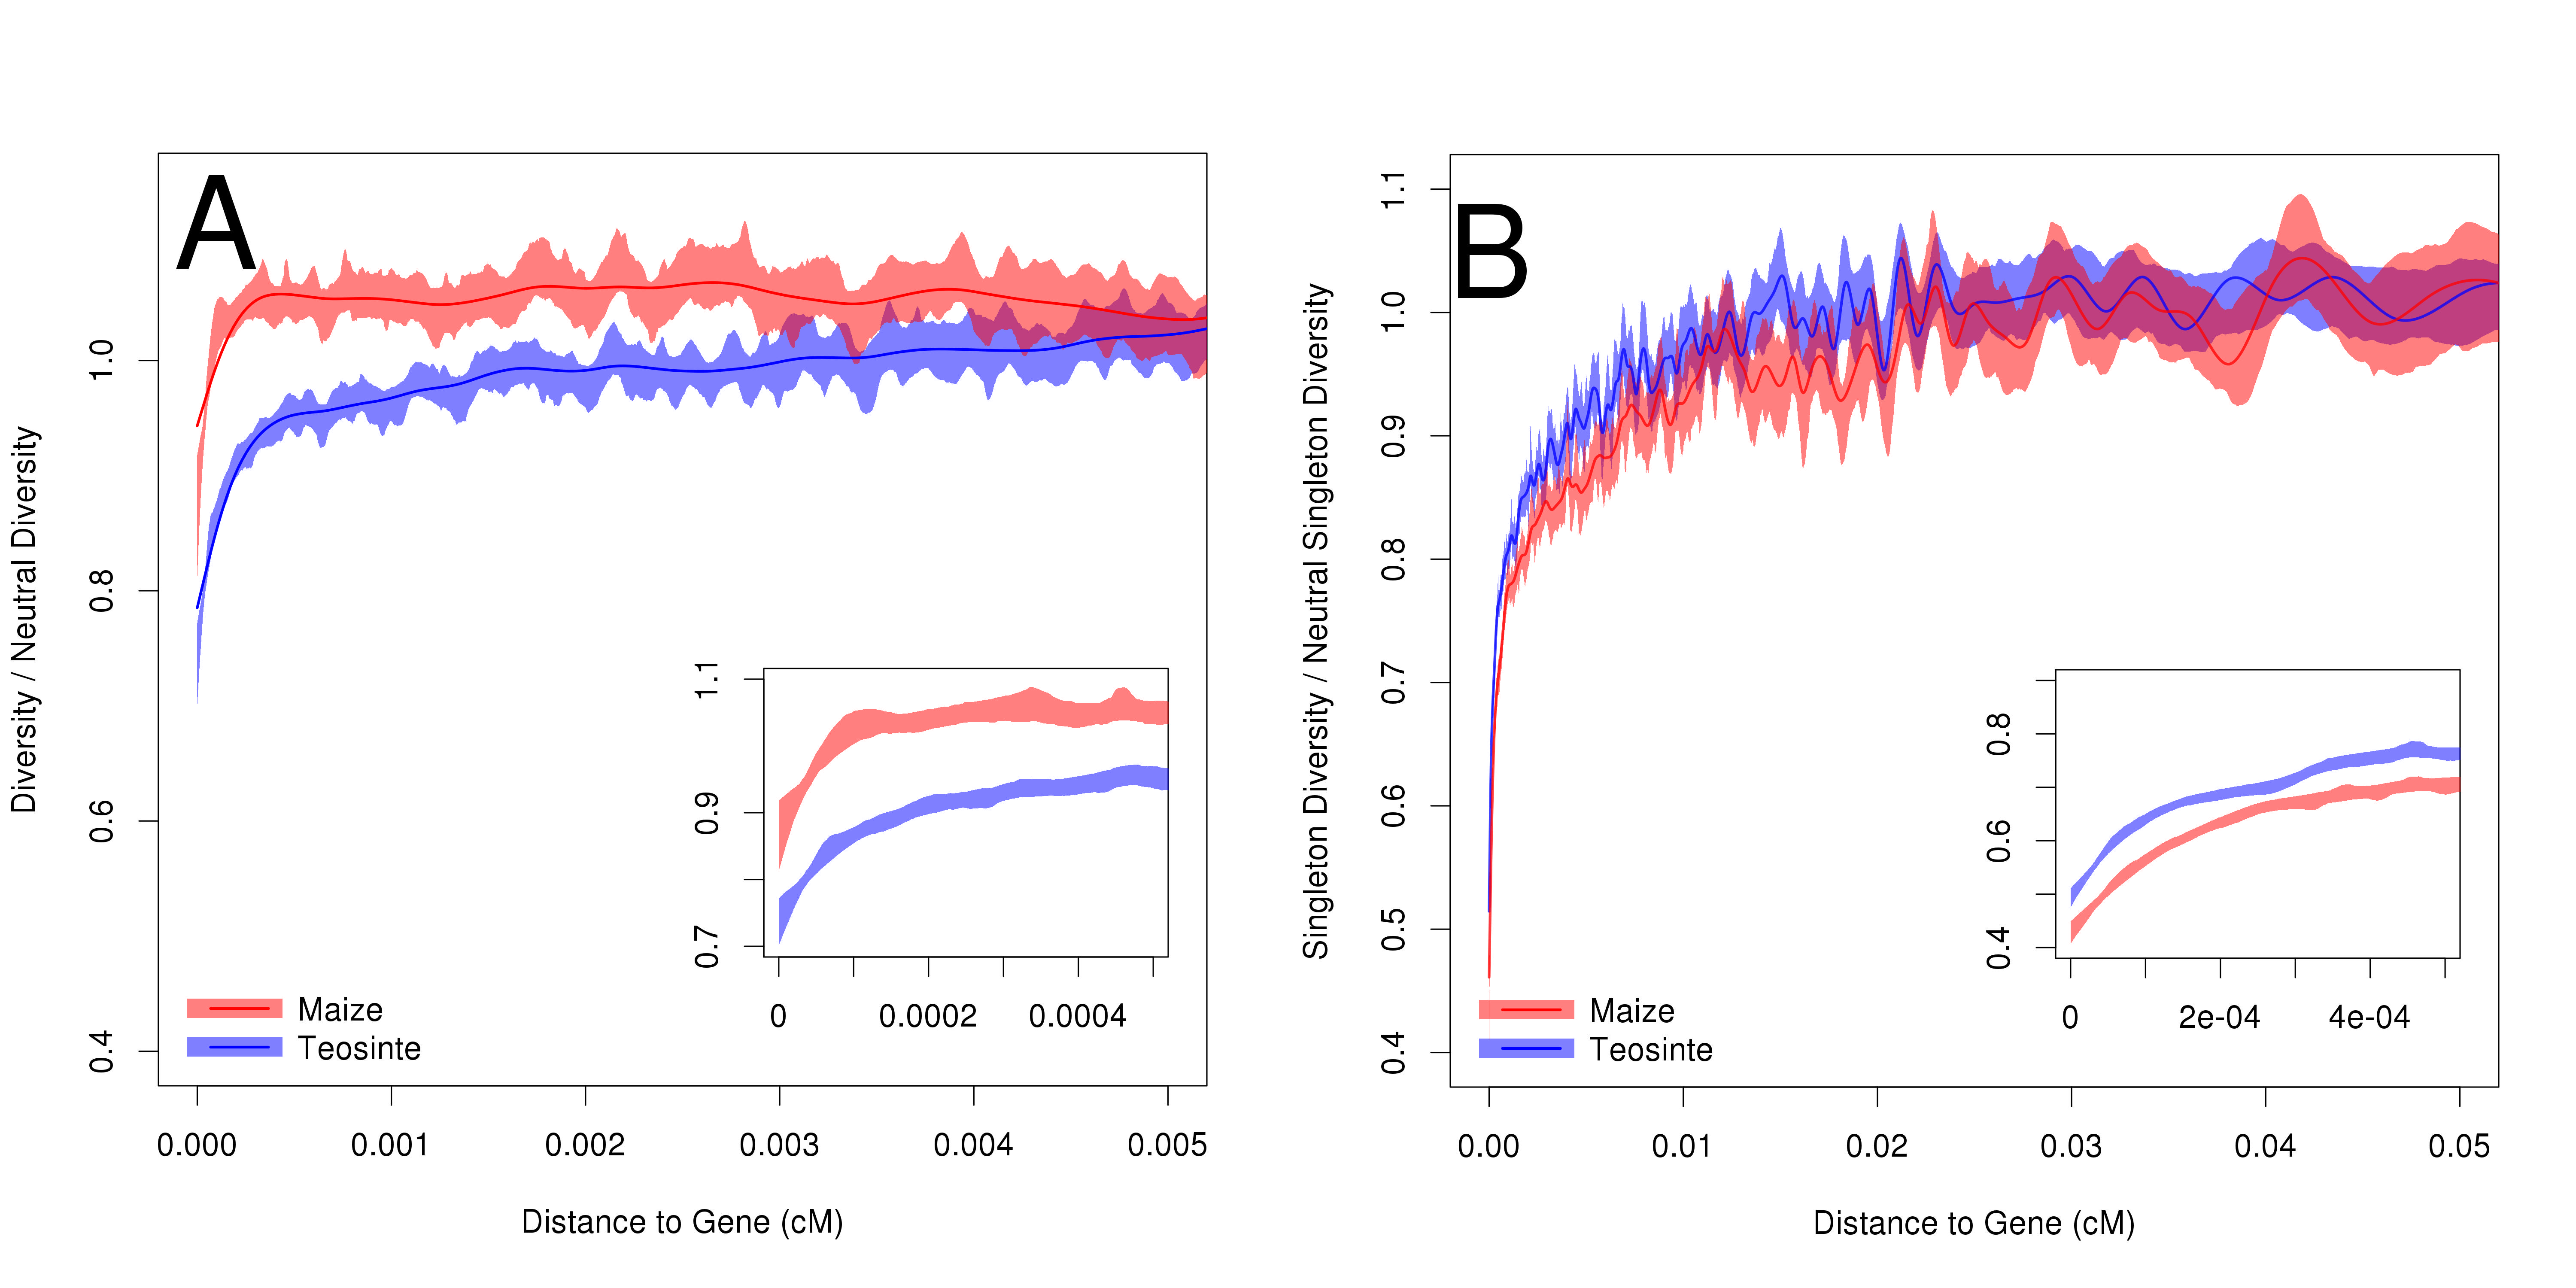 A
Diversity / Neutral Diversity
1.0
0.8
0.6
0.4
1.1
0.9
0.7
0 0.0002 0.0004
Maize
Teosinte
0.000 0.001 0.002 0.003 0.004 0.005
Distance to Gene (cM)
B
Singleton Diversity / Neutral Singleton Diversity
1.1
1.0
0.9
0.8
0.7
0.6
0.5
0.4
0.8
0.6
0.4
0 2e-04 4e-04
Maize
Teosinte
0.00 0.01 0.02 0.03 0.04 0.05
Distance to Gene (cM)